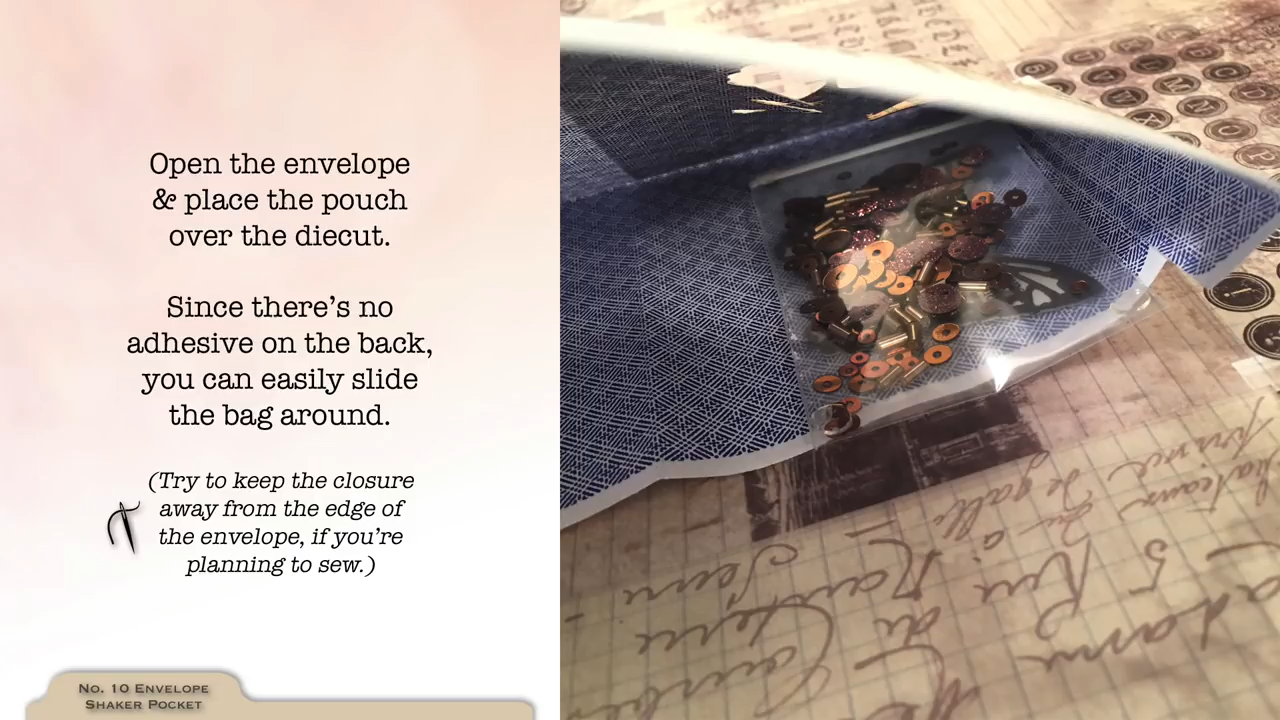 Open the envelope
& place the pouch
over the diecut.
Since there's no
adhesive on the back,
you can easily slide
the bag around.
(Try to keep the closure
away from the edge of
the envelope, if you're
planning to sew.)
No. 10 Envelope
Shaker Pocket